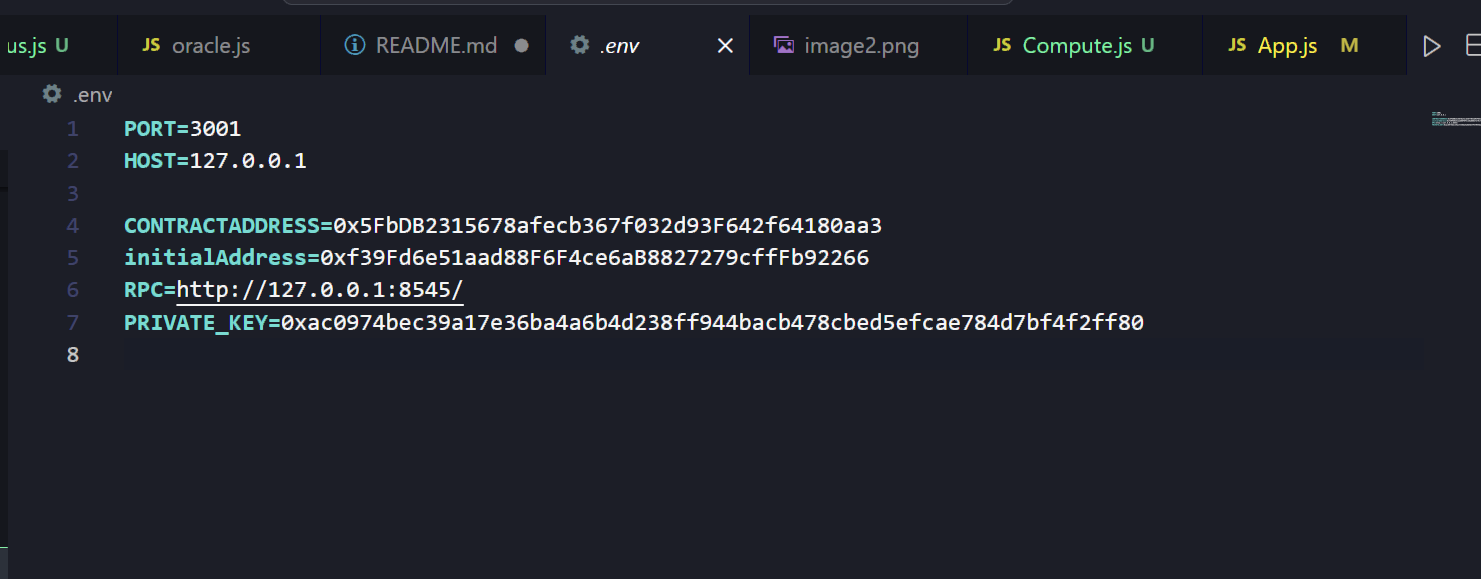 us.js U
JS oracle.js
README.md
.env
image2.png
JS Compute.js U
JS App.js M
.env
1 PORT=3001
2 HOST=127.0.0.1
3
4 CONTRACTADDRESS=0x5FbDB2315678afecb367f032d93F642f64180aa3
5 initialAddress=0xf39Fd6e51aad88F6F4ce6aB8827279cffFb92266
6 RPC=http://127.0.0.1:8545/
7 PRIVATE_KEY=0xac0974bec39a17e36ba4a6b4d238ff944bacb478cbed5efcae784d7bf4f2ff80
8